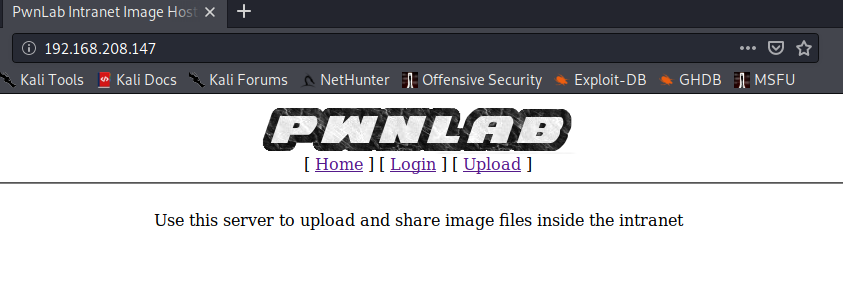 PwnLab Intranet Image Host
192.168.208.147
Kali Tools Kali Docs Kali Forums NetHunter Offensive Security Exploit-DB GHDB MSFU
PWNLAB
[ Home ] [ Login ] [ Upload ]
Use this server to upload and share image files inside the intranet